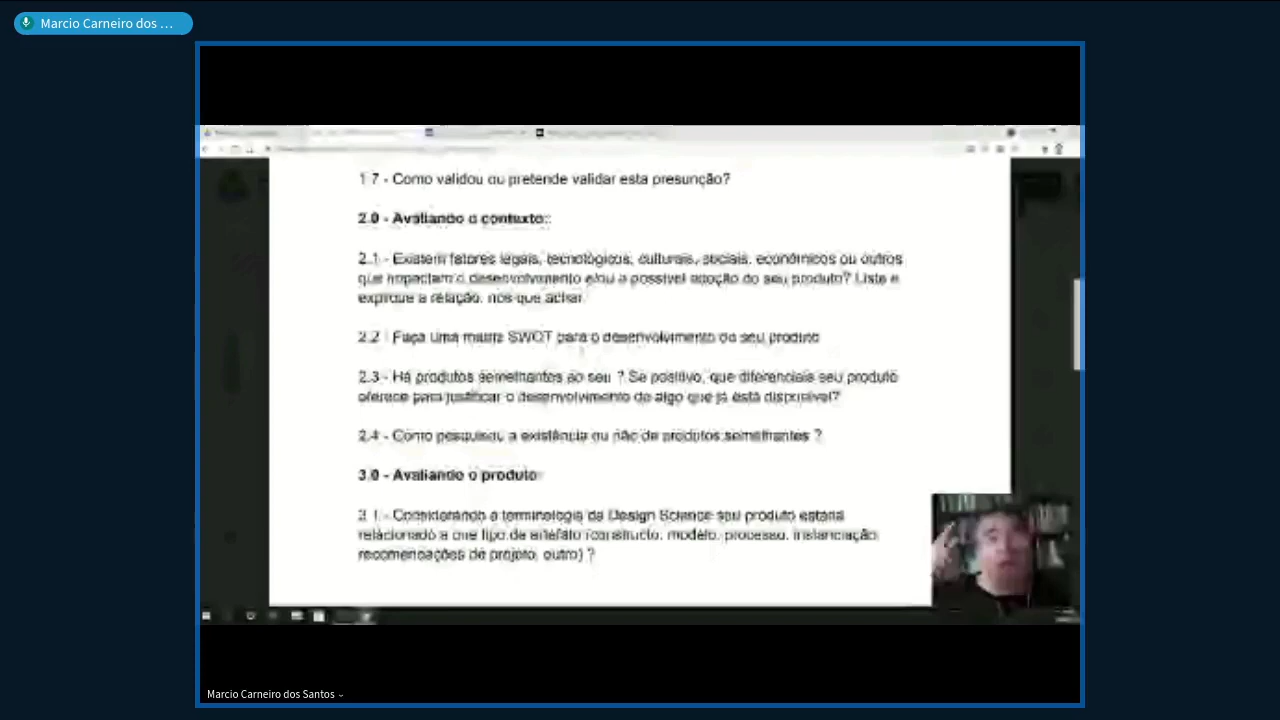 Marcio Carneiro dos ...
1.7 - Como validou ou pretende validar esta presunção?
2.0 - Avaliando o contexto:
2.1 - Existem fatores legais, tecnológicos, culturais, sociais, econômicos ou outros
que impactam o desenvolvimento e/ou a possível adoção do seu produto? Liste e
explique a relação, nos que achar.
2.2 - Faça uma matriz SWOT para o desenvolvimento do seu produto
2.3 - Há produtos semelhantes ao seu ? Se positivo, que diferenciais seu produto
oferece para justificar o desenvolvimento de algo que já está disponível?
2.4 - Como pesquisou a existência ou não de produtos semelhantes ?
3.0 - Avaliando o produto
3.1 - Considerando a terminologia da Design Science seu produto estaria
relacionado a que tipo de artefato (constructo, modelo, processo, instanciação,
recomendações de projeto, outro) ?
Marcio Carneiro dos Santos